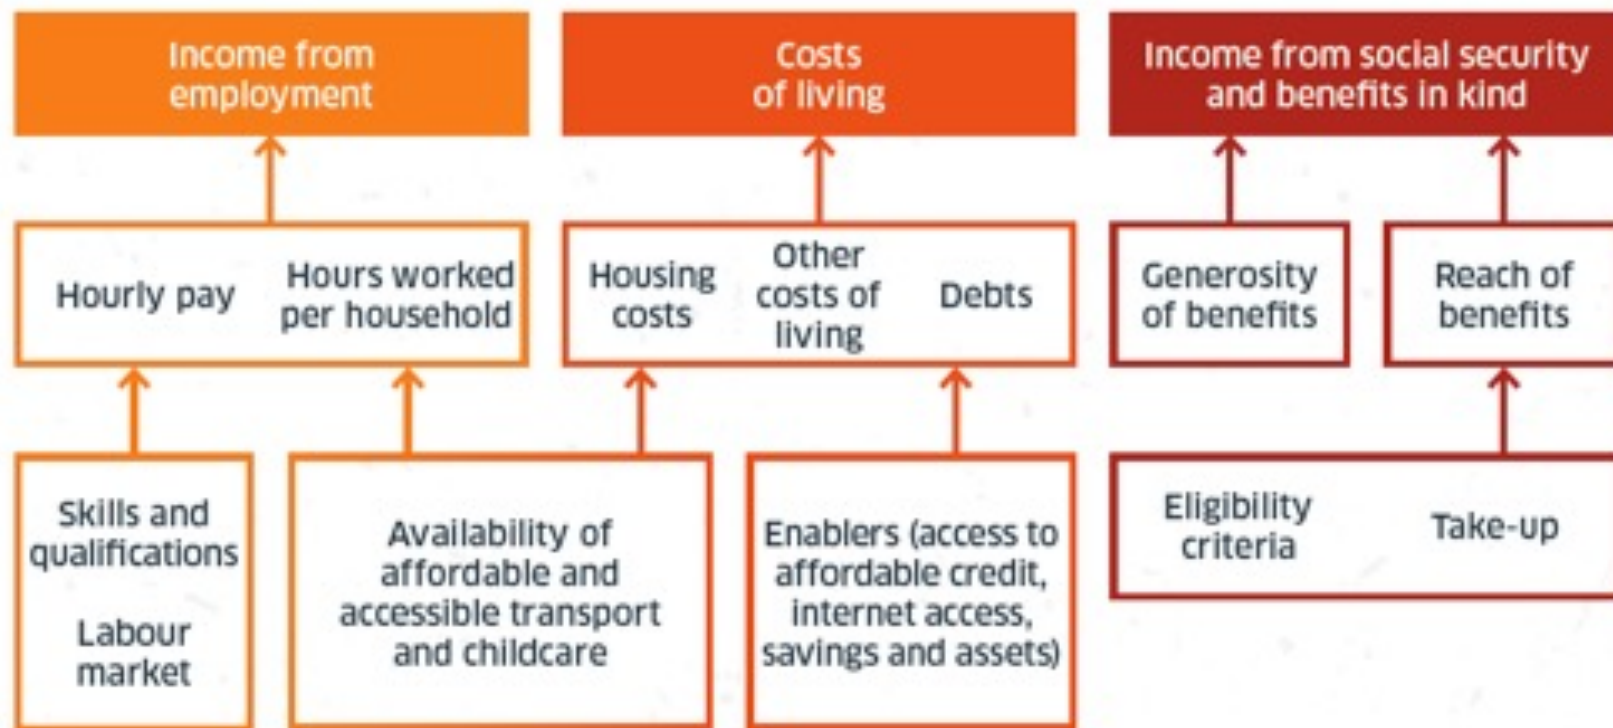 Income from
employment
Costs
of living
Income from social security
and benefits in kind
Hourly pay
Hours worked
per household
Housing
costs
Other
costs of
living
Debts
Generosity
of benefits
Reach of
benefits
Skills and
qualifications
Labour
market
Availability of
affordable and
accessible transport
and childcare
Enablers (access to
affordable credit,
internet access,
savings and assets)
Eligibility
criteria
Take-up